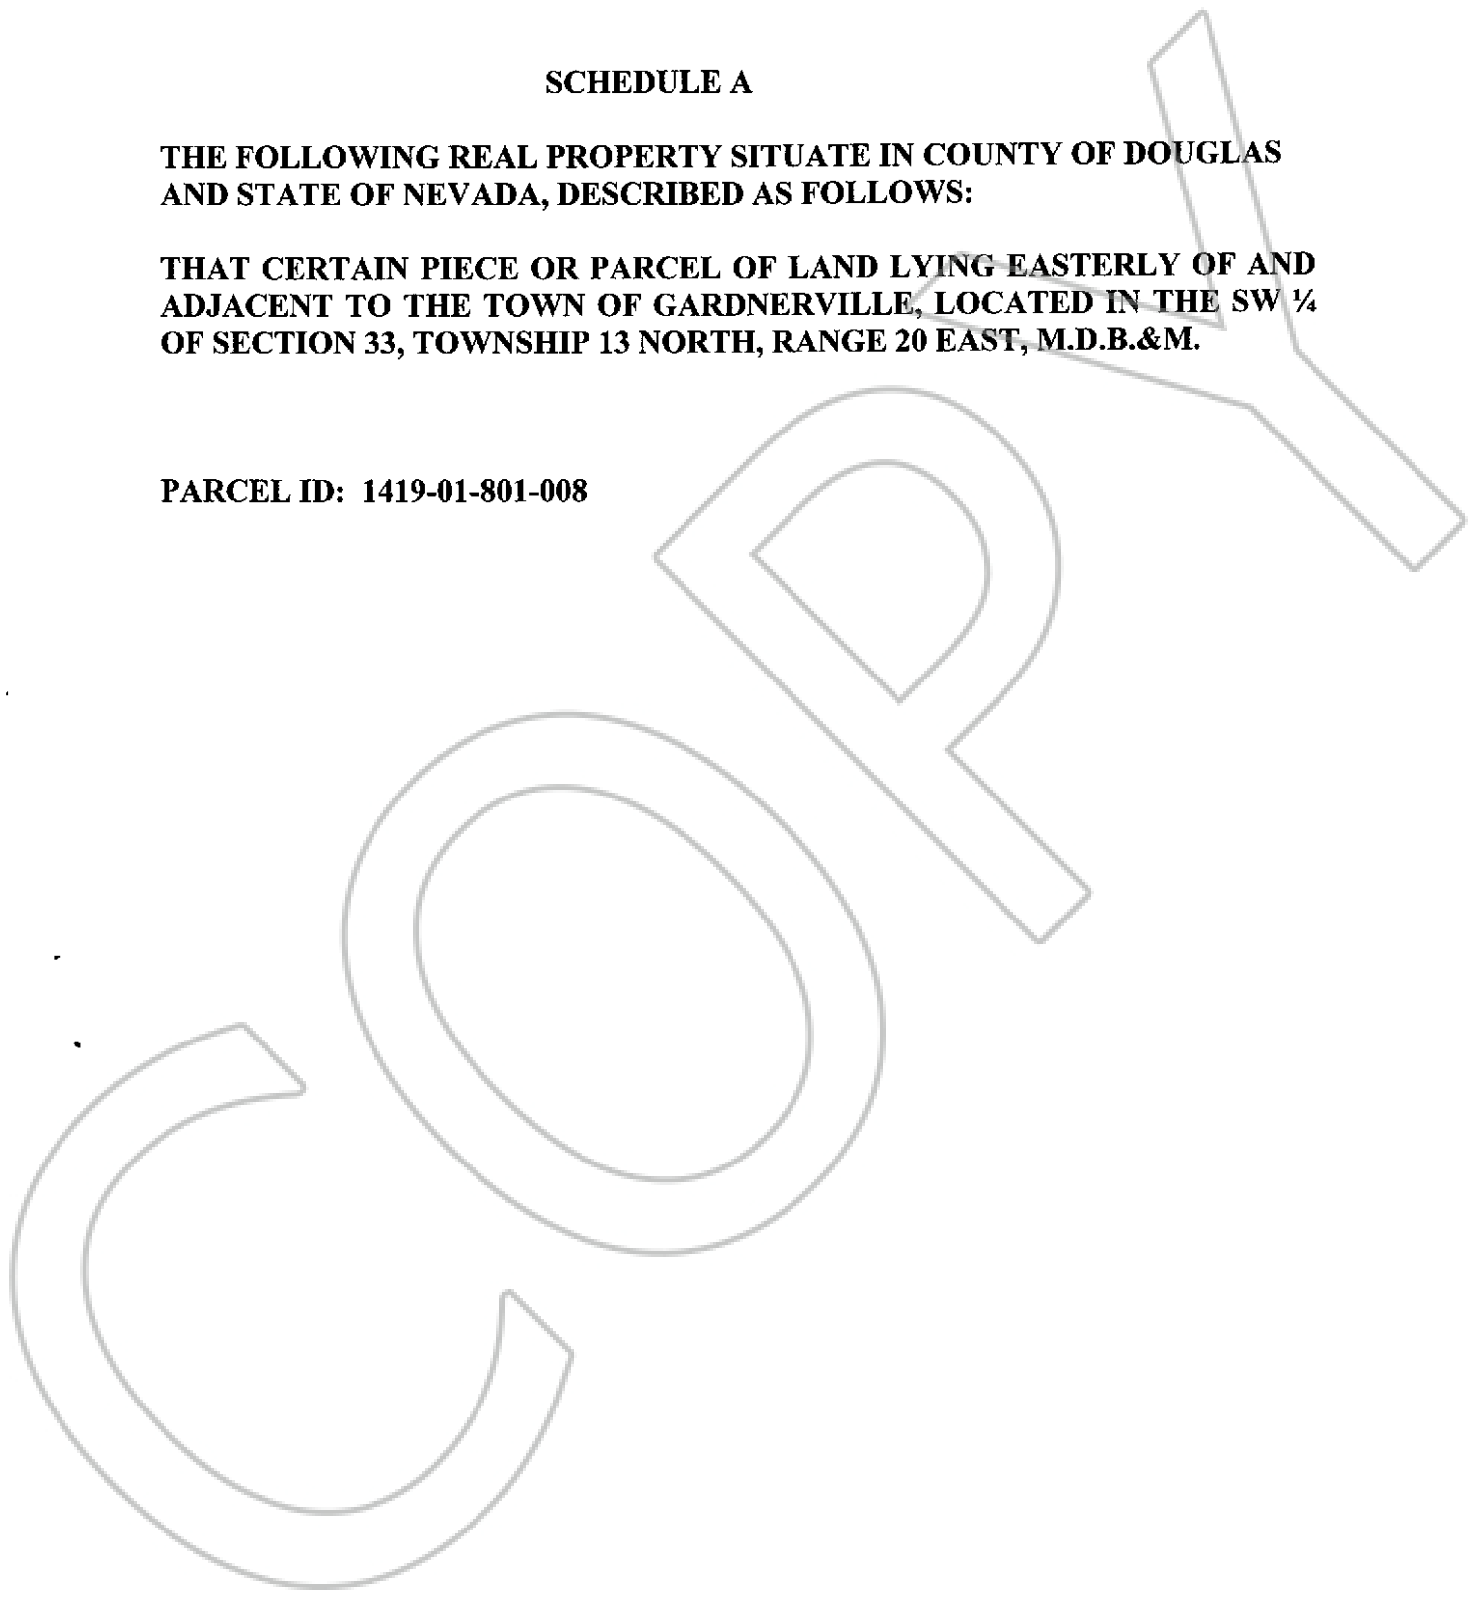 SCHEDULE A
THE FOLLOWING REAL PROPERTY SITUATE IN COUNTY OF DOUGLAS
AND STATE OF NEVADA, DESCRIBED AS FOLLOWS:
THAT CERTAIN PIECE OR PARCEL OF LAND LYING EASTERLY OF AND
ADJACENT TO THE TOWN OF GARDNERVILLE, LOCATED IN THE SW ¼
OF SECTION 33, TOWNSHIP 13 NORTH, RANGE 20 EAST, M.D.B.&M.
PARCEL ID: 1419-01-801-008
COPY